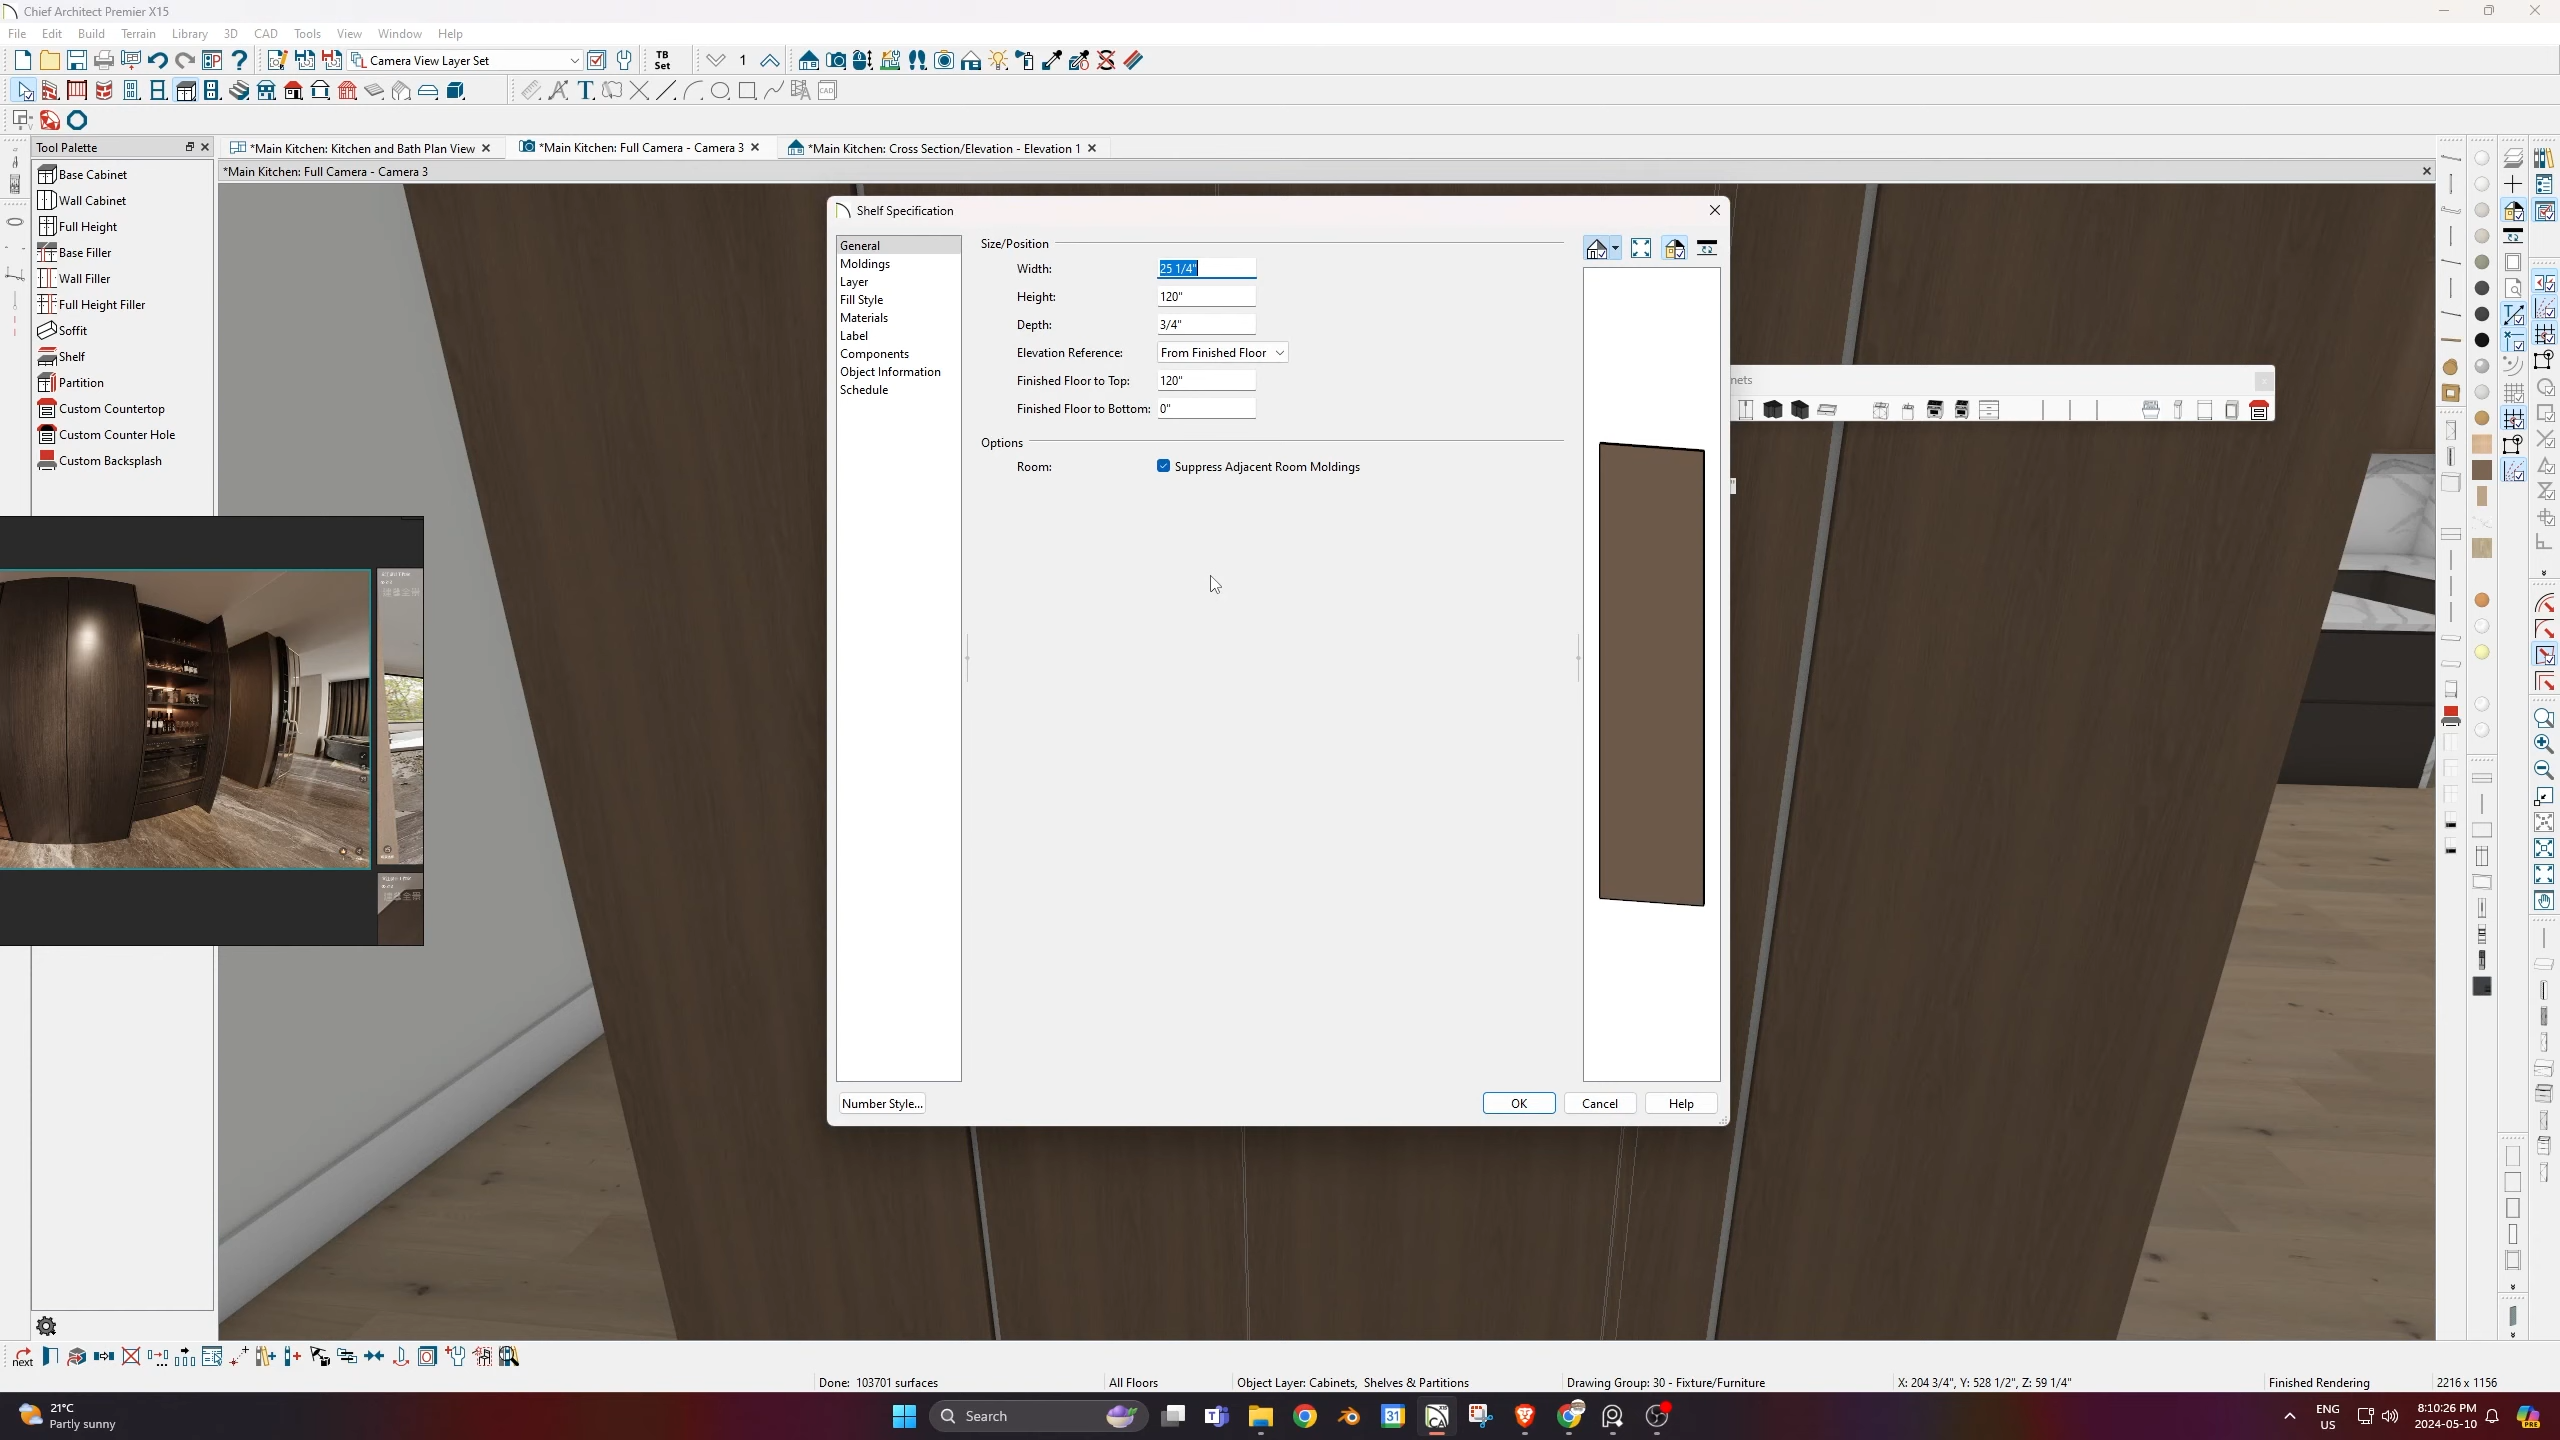 Chief Architect Premier X15
File Edit Build Terrain Library 3D CAD Tools View Window Help
Camera View Layer Set
TB Set
1
Tool Palette
*Main Kitchen: Kitchen and Bath Plan View
*Main Kitchen: Full Camera - Camera 3
*Main Kitchen: Cross Section/Elevation - Elevation 1
*Main Kitchen: Full Camera - Camera 3
Base Cabinet
Wall Cabinet
Full Height
Base Filler
Wall Filler
Full Height Filler
Soffit
Shelf
Partition
Custom Countertop
Custom Counter Hole
Custom Backsplash
Shelf Specification
General
Moldings
Layer
Fill Style
Materials
Label
Components
Object Information
Schedule
Size/Position
Width: 25 1/4"
Height: 120"
Depth: 3/4"
Elevation Reference: From Finished Floor
Finished Floor to Top: 120"
Finished Floor to Bottom: 0"
Options
Room: Suppress Adjacent Room Moldings
nets
Number Style...
OK
Cancel
Help
next
Done: 103701 surfaces
All Floors
Object Layer: Cabinets, Shelves & Partitions
Drawing Group: 30 - Fixture/Furniture
X: 204 3/4", Y: 528 1/2", Z: 59 1/4"
Finished Rendering
2216 x 1156
21°C
Partly sunny
Search
31
ENG
US
8:10:26 PM
2024-05-10